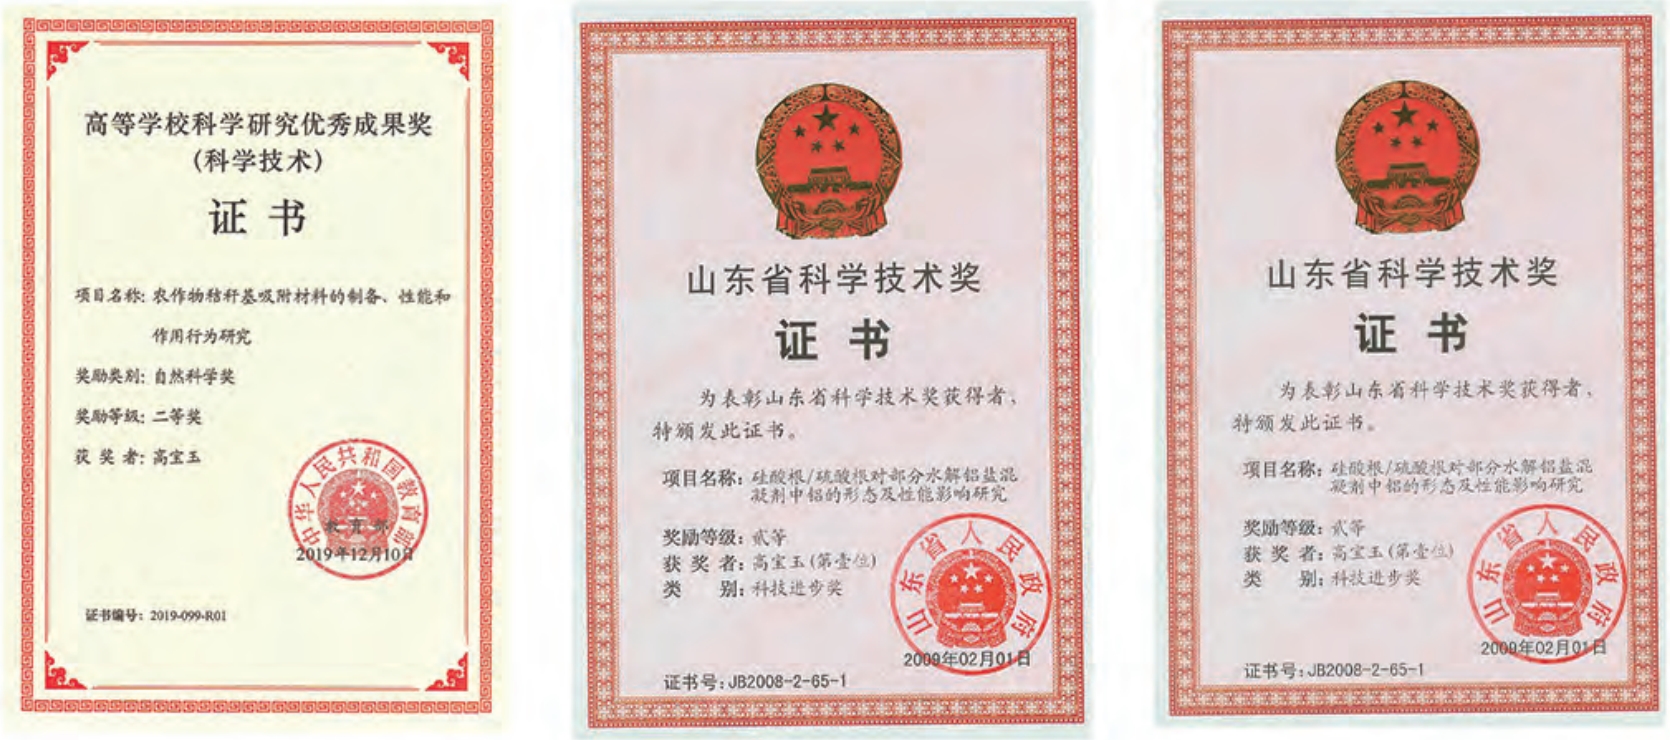 高等学校科学研究优秀成果奖
(科学技术)
证书
项目名称: 农作物秸秆基吸附材料的制备、性能和
作用行为研究
奖励类别: 自然科学奖
奖励等级: 二等奖
获奖者: 高宝玉
中华人民共和国教育部
教育部
2019年12月10日
证书编号: 2019-099-R01
山东省科学技术奖
证书
为表彰山东省科学技术奖获得者,
特颁发此证书。
项目名称: 硅酸根/硫酸根对部分水解铝盐混
凝剂中铝的形态及性能影响研究
奖励等级: 贰等
获奖者: 高宝玉(第壹位)
类别: 科技进步奖
山东省人民政府
2009年02月01日
证书号: JB2008-2-65-1
山东省科学技术奖
证书
为表彰山东省科学技术奖获得者,
特颁发此证书。
项目名称: 硅酸根/硫酸根对部分水解铝盐混
凝剂中铝的形态及性能影响研究
奖励等级: 贰等
获奖者: 高宝玉(第壹位)
类别: 科技进步奖
山东省人民政府
2009年02月01日
证书号: JB2008-2-65-1